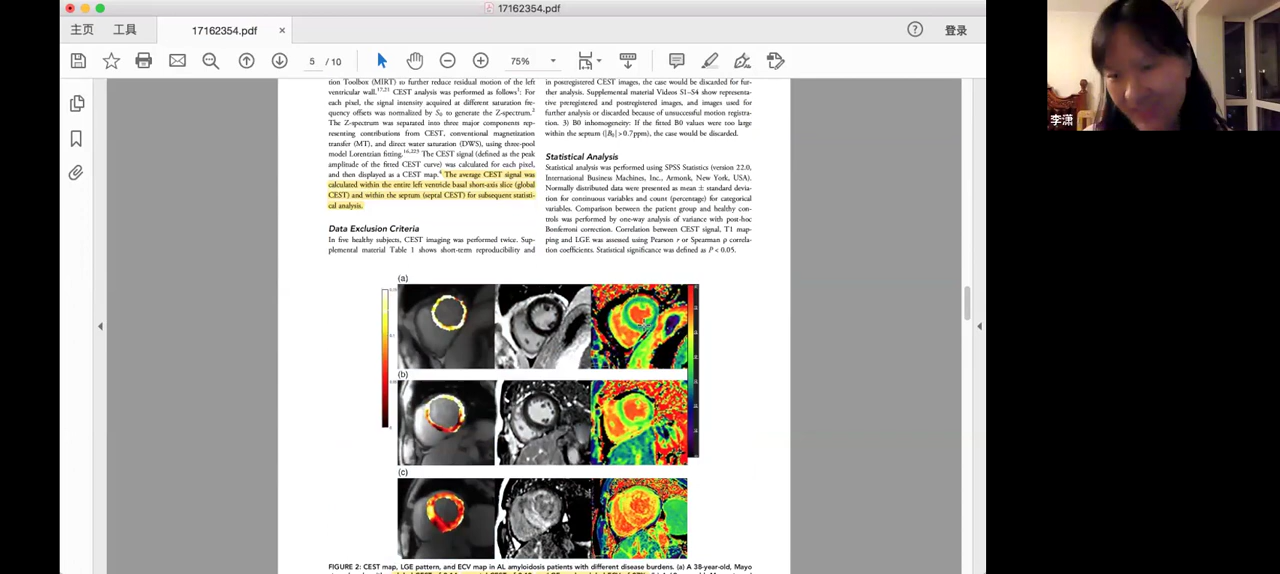 17162354.pdf
主页
工具
17162354.pdf
×
登录
5 / 10
75%
李潇
tion Toolbox (MIRT) to further reduce residual motion of the left
ventricular wall.17,21 CEST analysis was performed as follows1: For
each pixel, the signal intensity acquired at different saturation fre-
quency offsets was normalized by S0 to generate the Z-spectrum.2
The Z-spectrum was separated into three major components rep-
resenting contributions from CEST, conventional magnetization
transfer (MT), and direct water saturation (DWS), using three-pool
model Lorentzian fitting.16,223 The CEST signal (defined as the peak
amplitude of the fitted CEST curve) was calculated for each pixel,
and then displayed as a CEST map.4 The average CEST signal was
calculated within the entire left ventricle basal short-axis slice (global
CEST) and within the septum (septal CEST) for subsequent statisti-
cal analysis.
Data Exclusion Criteria
In five healthy subjects, CEST imaging was performed twice. Sup-
plemental material Table 1 shows short-term reproducibility and
in postregistered CEST images, the case would be discarded for fur-
ther analysis. Supplemental material Videos S1–S4 show representa-
tive preregistered and postregistered images, and images used for
further analysis or discarded because of unsuccessful motion registra-
tion. 3) B0 inhomogeneity: If the fitted B0 values were too large
within the septum (|B0| > 0.7ppm), the case would be discarded.
Statistical Analysis
Statistical analysis was performed using SPSS Statistics (version 22.0,
International Business Machines, Inc., Armonk, New York, USA).
Normally distributed data were presented as mean ± standard devia-
tion for continuous variables and count (percentage) for categorical
variables. Comparison between the patient group and healthy con-
trols was performed by one-way analysis of variance with post-hoc
Bonferroni correction. Correlation between CEST signal, T1 map-
ping and LGE was assessed using Pearson r or Spearman ρ correla-
tion coefficients. Statistical significance was defined as P < 0.05.
(a)
(b)
(c)
FIGURE 2: CEST map, LGE pattern, and ECV map in AL amyloidosis patients with different disease burdens. (a) A 38-year-old, Mayo